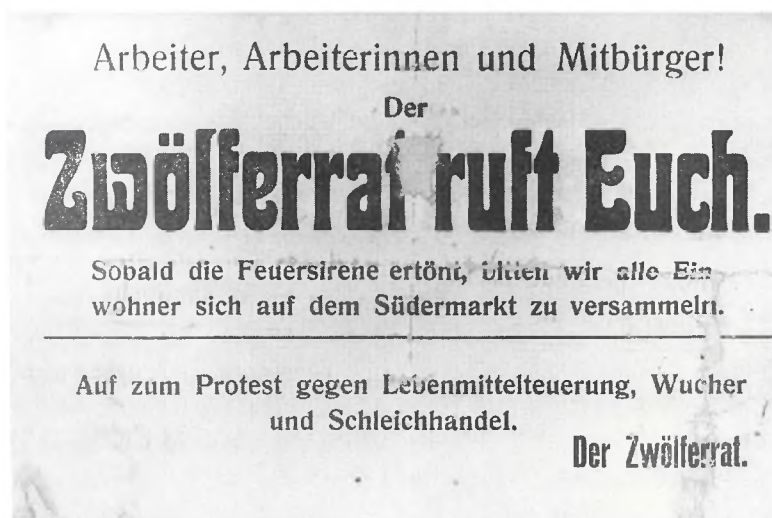 Arbeiter, Arbeiterinnen und Mitbürger!
Der
Zwölferrat ruft Euch.
Sobald die Feuersirene ertönt, bitten wir alle Ein
wohner sich auf dem Südermarkt zu versammeln.
Auf zum Protest gegen Lebenmittelteuerung, Wucher
und Schleichhandel.
Der Zwölferrat.